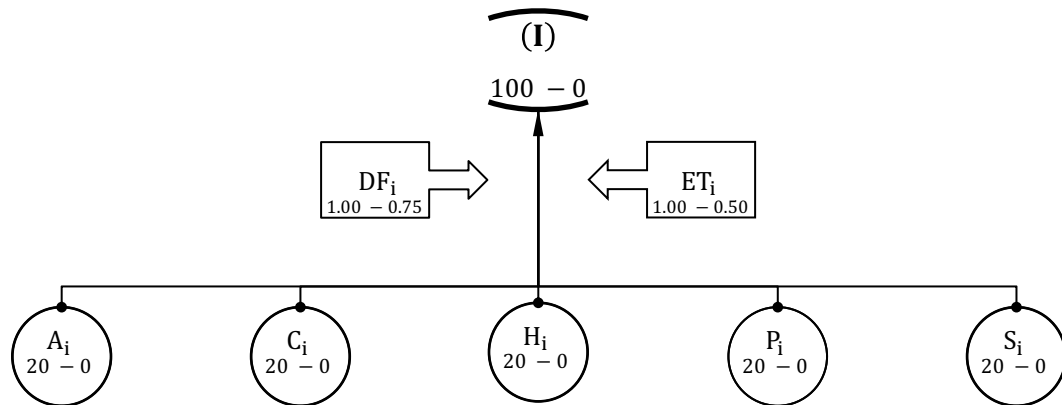 (I)
100 – 0
DF_i
1.00 – 0.75
ET_i
1.00 – 0.50
A_i
20 – 0
C_i
20 – 0
H_i
20 – 0
P_i
20 – 0
S_i
20 – 0